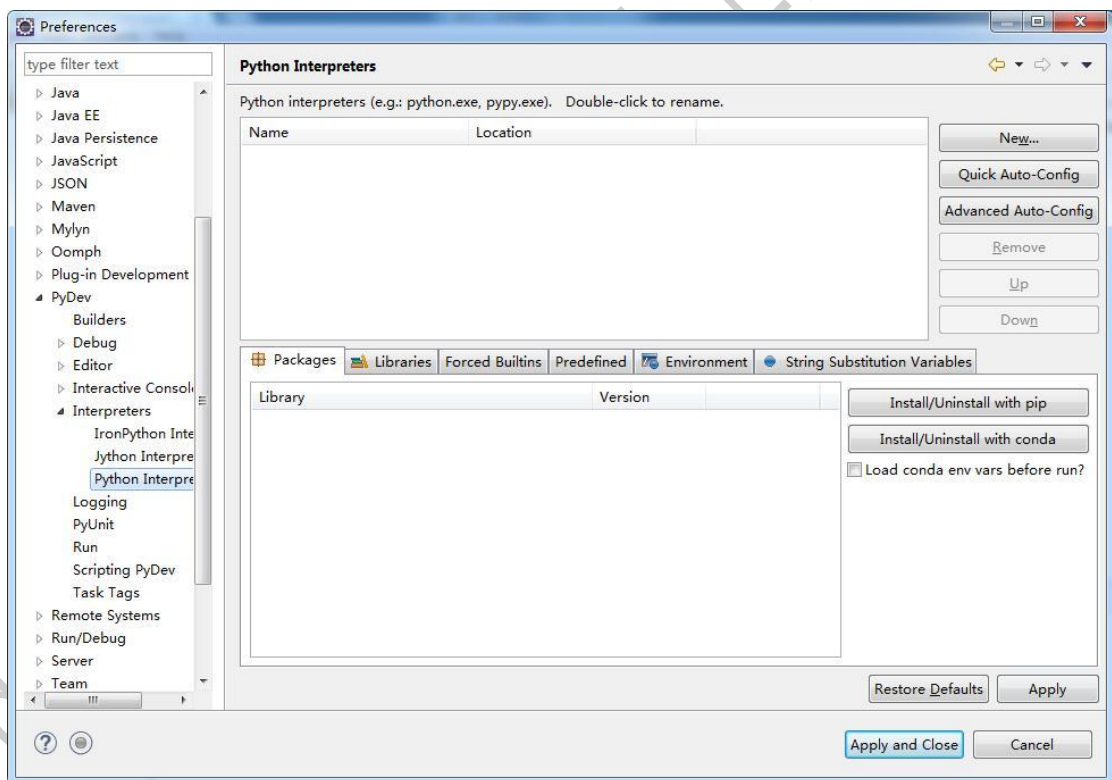 Preferences
type filter text
Java
Java EE
Java Persistence
JavaScript
JSON
Maven
Mylyn
Oomph
Plug-in Development
PyDev
Builders
Debug
Editor
Interactive Consol
Interpreters
IronPython Inte
Jython Interpre
Python Interpre
Logging
PyUnit
Run
Scripting PyDev
Task Tags
Remote Systems
Run/Debug
Server
Team
Python Interpreters
Python interpreters (e.g.: python.exe, pypy.exe).   Double-click to rename.
Name Location
New...
Quick Auto-Config
Advanced Auto-Config
Remove
Up
Down
Packages Libraries Forced Builtins Predefined Environment String Substitution Variables
Library Version
Install/Uninstall with pip
Install/Uninstall with conda
Load conda env vars before run?
Restore Defaults Apply
Apply and Close Cancel